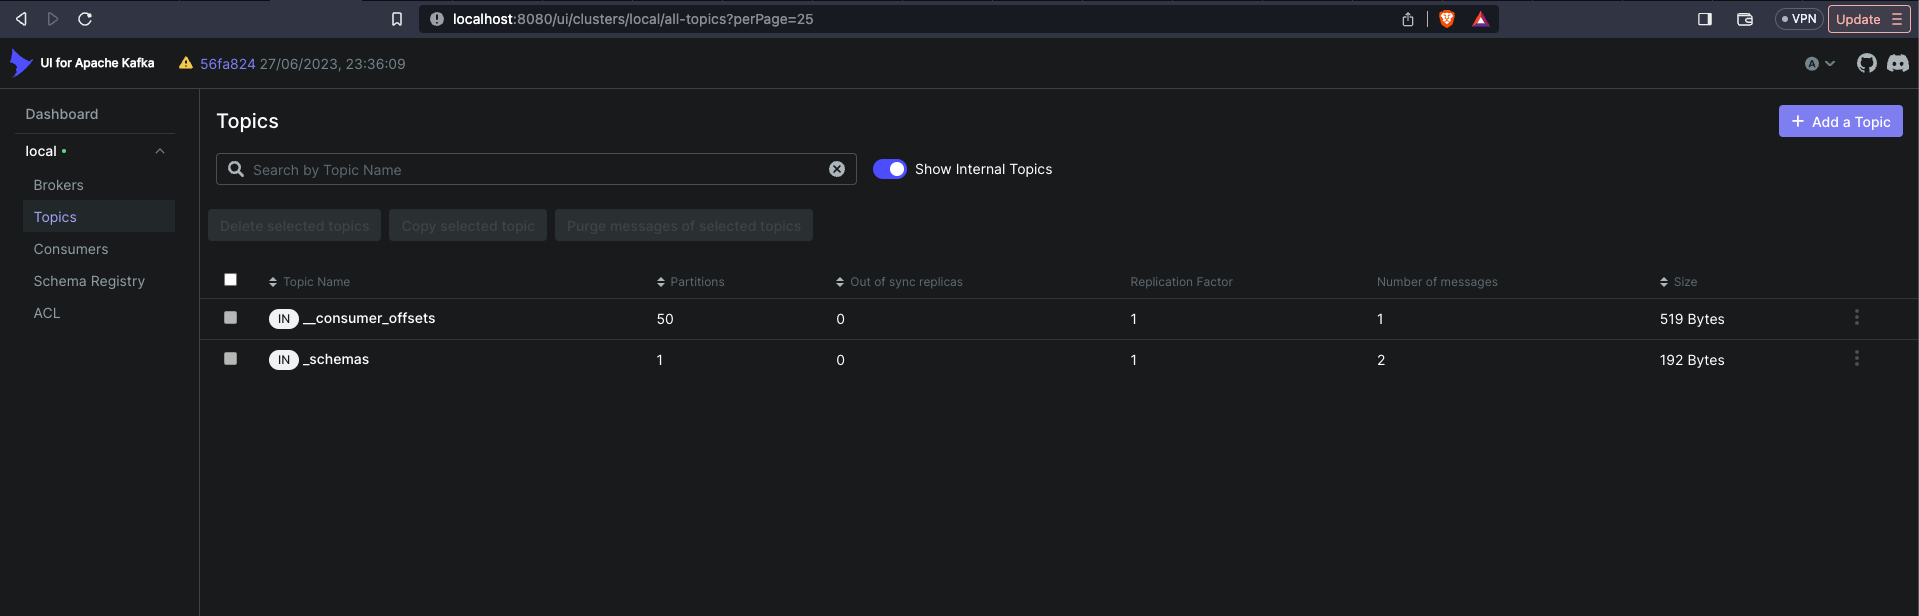 localhost:8080/ui/clusters/local/all-topics?perPage=25
VPN
Update
UI for Apache Kafka
56fa824 27/06/2023, 23:36:09
A
Dashboard
local
Brokers
Topics
Consumers
Schema Registry
ACL
Topics
+ Add a Topic
Search by Topic Name
Show Internal Topics
Delete selected topics Copy selected topic Purge messages of selected topics
Topic Name Partitions Out of sync replicas Replication Factor Number of messages Size
IN __consumer_offsets 50 0 1 1 519 Bytes
IN _schemas 1 0 1 2 192 Bytes